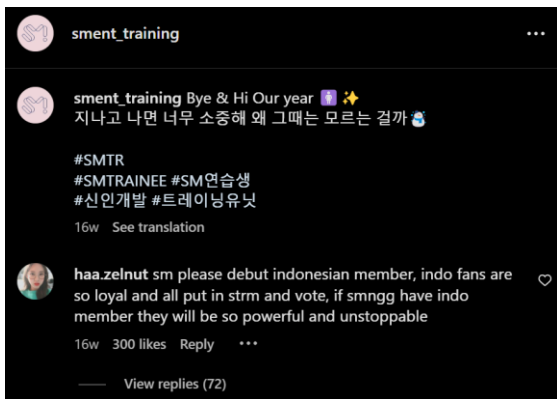 SM!
sment_training
SM!
sment_training Bye & Hi Our year 🚺 ✨
지나고 나면 너무 소중해 왜 그때는 모르는 걸까☃️
#SMTR
#SMTRAINEE #SM연습생
#신인개발 #트레이닝유닛
16w See translation
haa.zelnut sm please debut indonesian member, indo fans are
so loyal and all put in strm and vote, if smngg have indo
member they will be so powerful and unstoppable
16w 300 likes Reply
View replies (72)